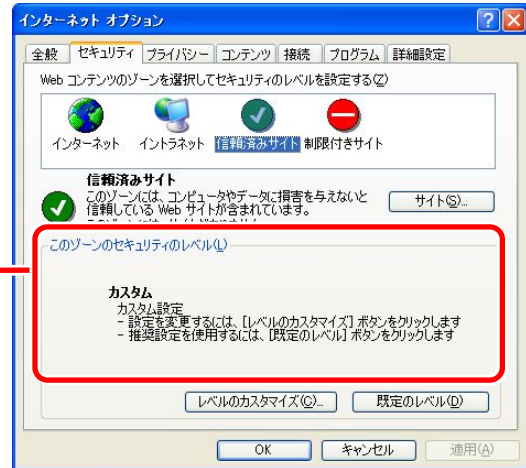 インターネット オプション
全般 セキュリティ プライバシー コンテンツ 接続 プログラム 詳細設定
Web コンテンツのゾーンを選択してセキュリティのレベルを設定する(Z)
インターネット イントラネット 信頼済みサイト 制限付きサイト
信頼済みサイト
このゾーンには、コンピュータやデータに損害を与えないと
信頼している Web サイトが含まれています。
サイト(S)...
このゾーンのセキュリティのレベル(L)
カスタム
カスタム設定
- 設定を変更するには、[レベルのカスタマイズ] ボタンをクリックします
- 推奨設定を使用するには、[既定のレベル] ボタンをクリックします
レベルのカスタマイズ(C)... 既定のレベル(D)
OK キャンセル 適用(A)